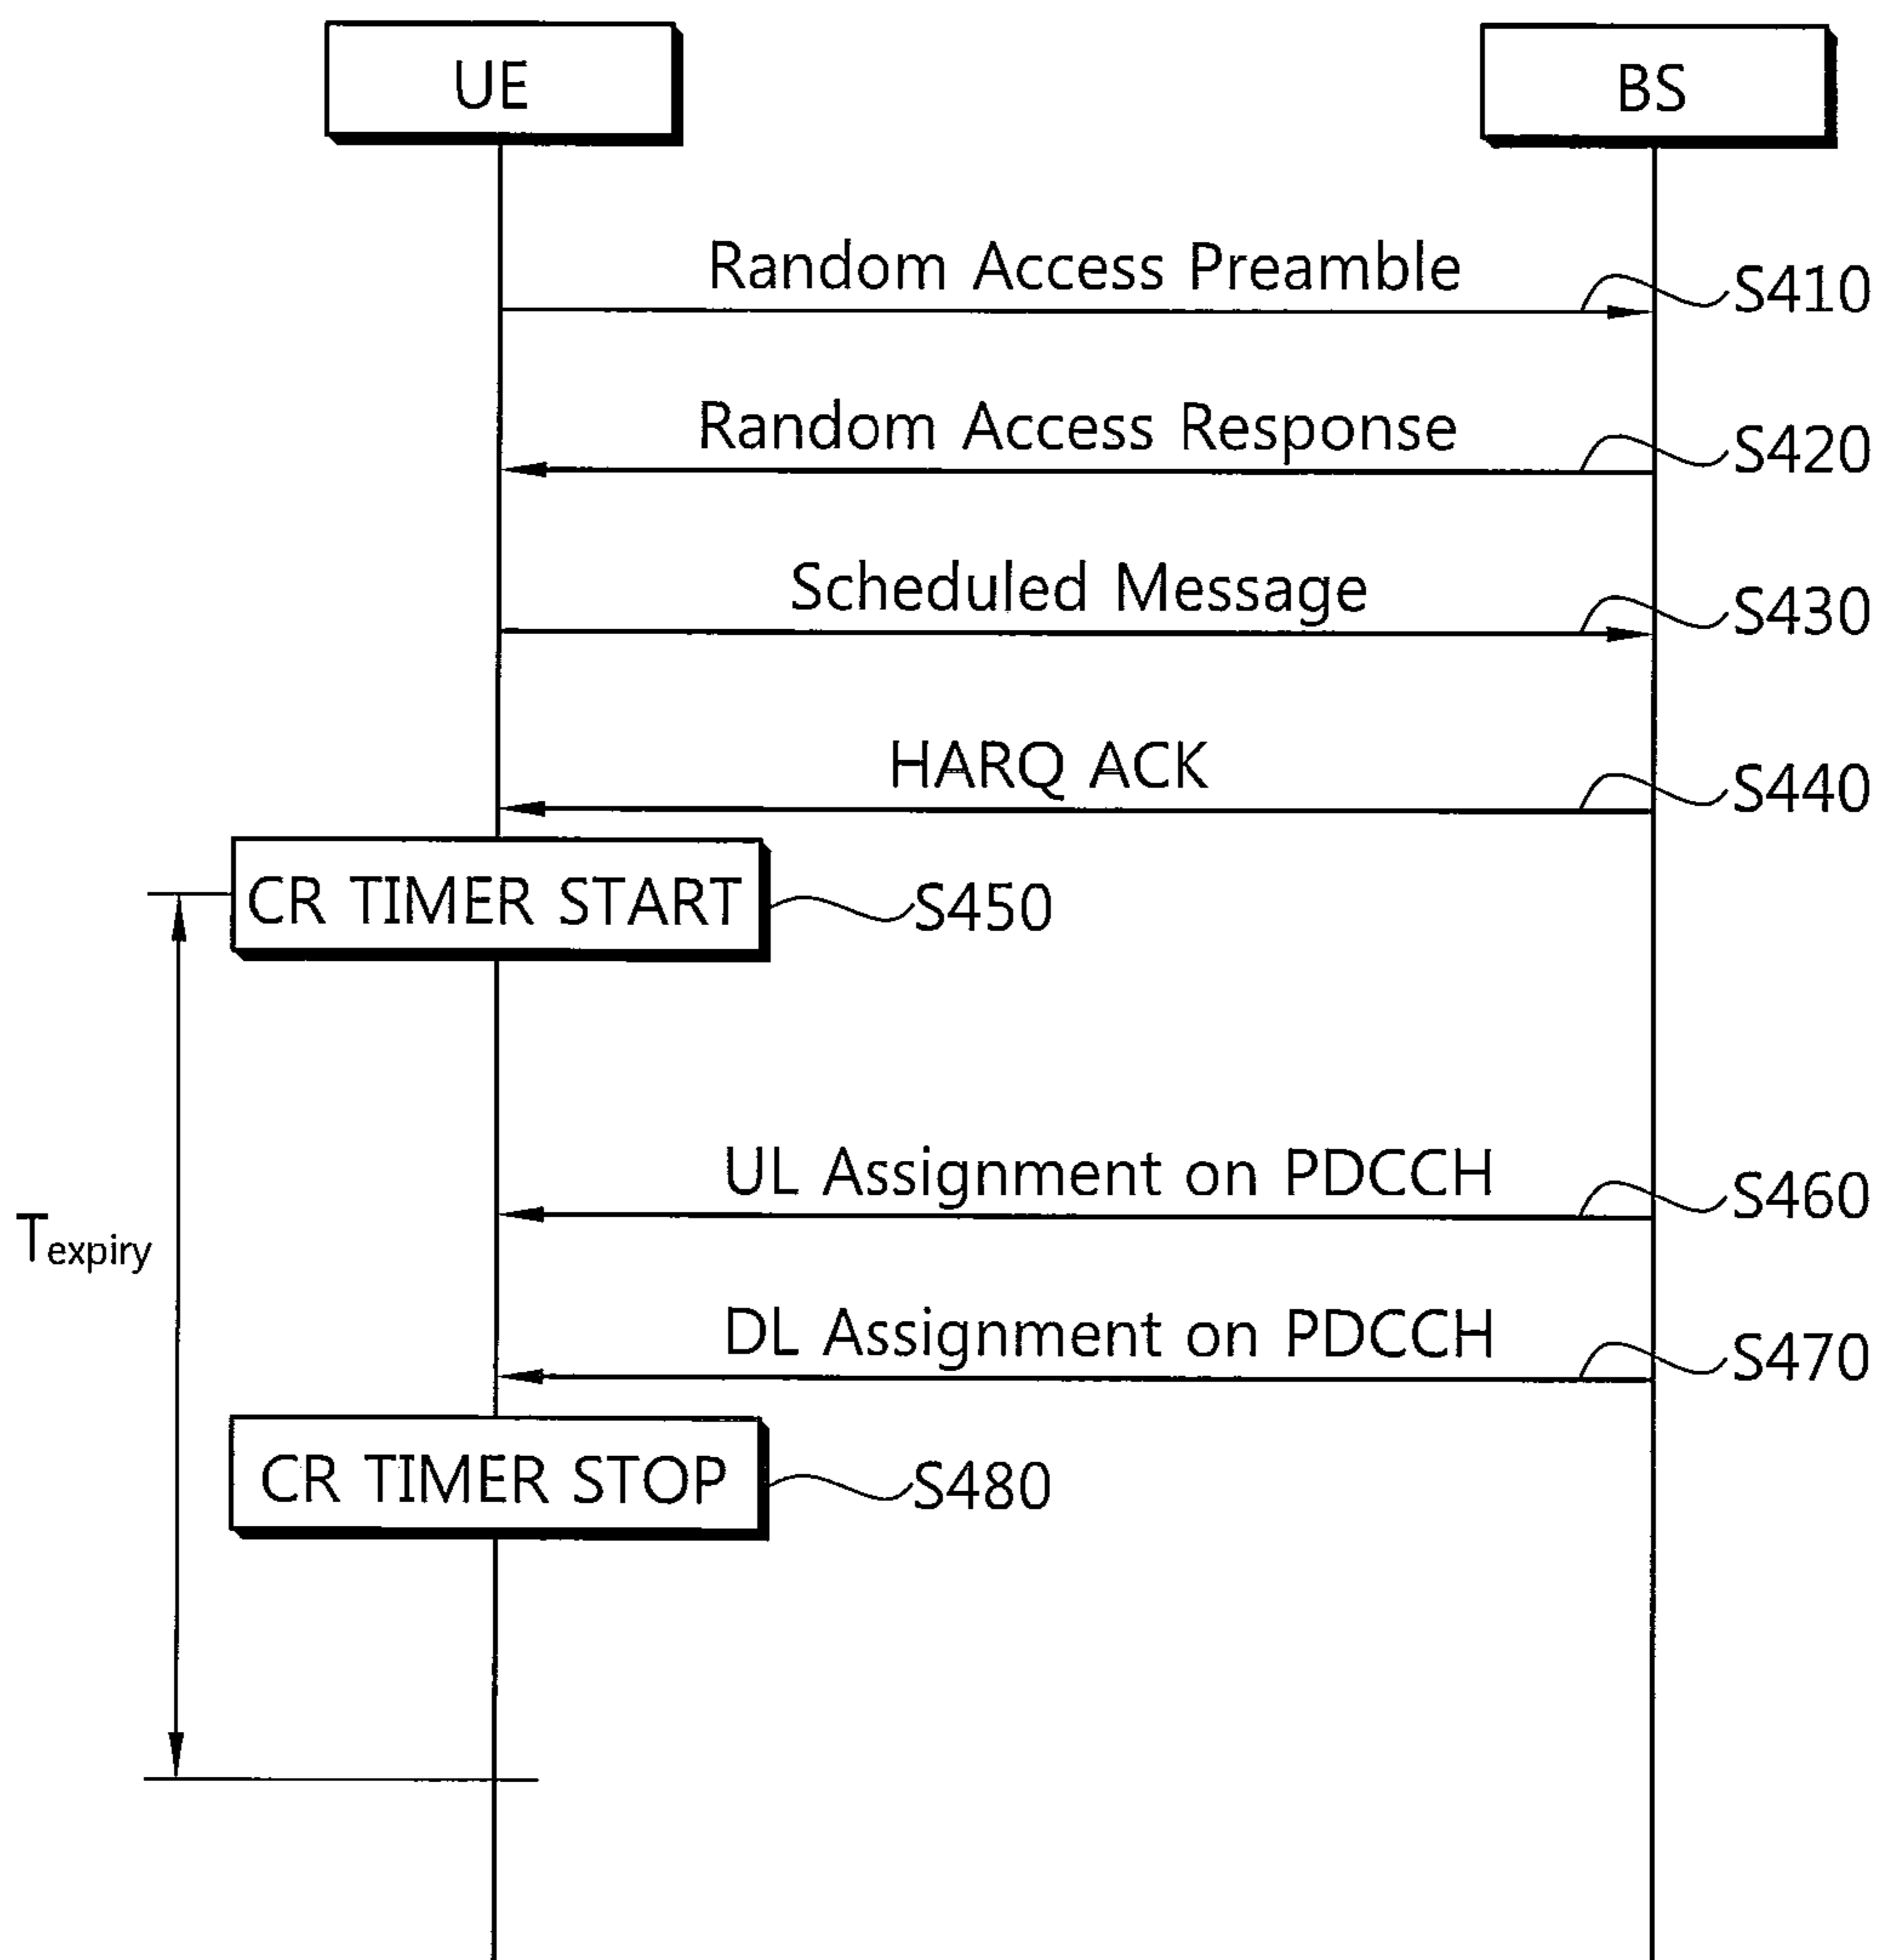 UE
BS
Random Access Preamble
S410
Random Access Response
S420
Scheduled Message
S430
HARQ ACK
S440
CR TIMER START
S450
UL Assignment on PDCCH
S460
Texpiry
DL Assignment on PDCCH
S470
CR TIMER STOP
S480